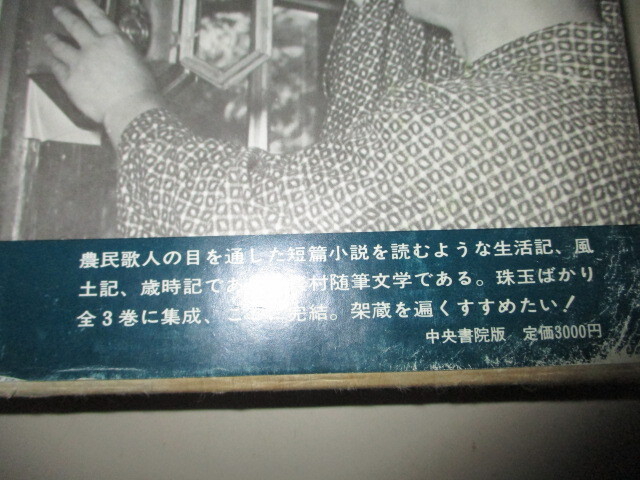 農民歌人の目を通した短篇小説を読むような生活記、風
土記、歳時記であ 村随筆文学である。珠玉ばかり
全3巻に集成、こ 完結。架蔵を遍くすすめたい!
中央書院版 定価3000円